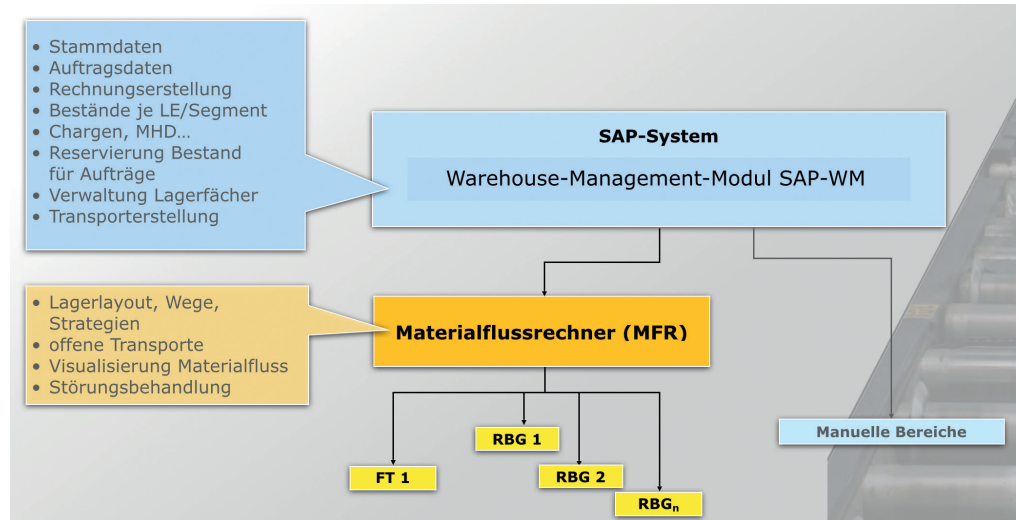 • Stammdaten
• Auftragsdaten
• Rechnungserstellung
• Bestände je LE/Segment
• Chargen, MHD…
• Reservierung Bestand
für Aufträge
• Verwaltung Lagerfächer
• Transporterstellung
SAP-System
Warehouse-Management-Modul SAP-WM
• Lagerlayout, Wege,
Strategien
• offene Transporte
• Visualisierung Materialfluss
• Störungsbehandlung
Materialflussrechner (MFR)
Manuelle Bereiche
RBG 1
FT 1
RBG 2
RBGₙ